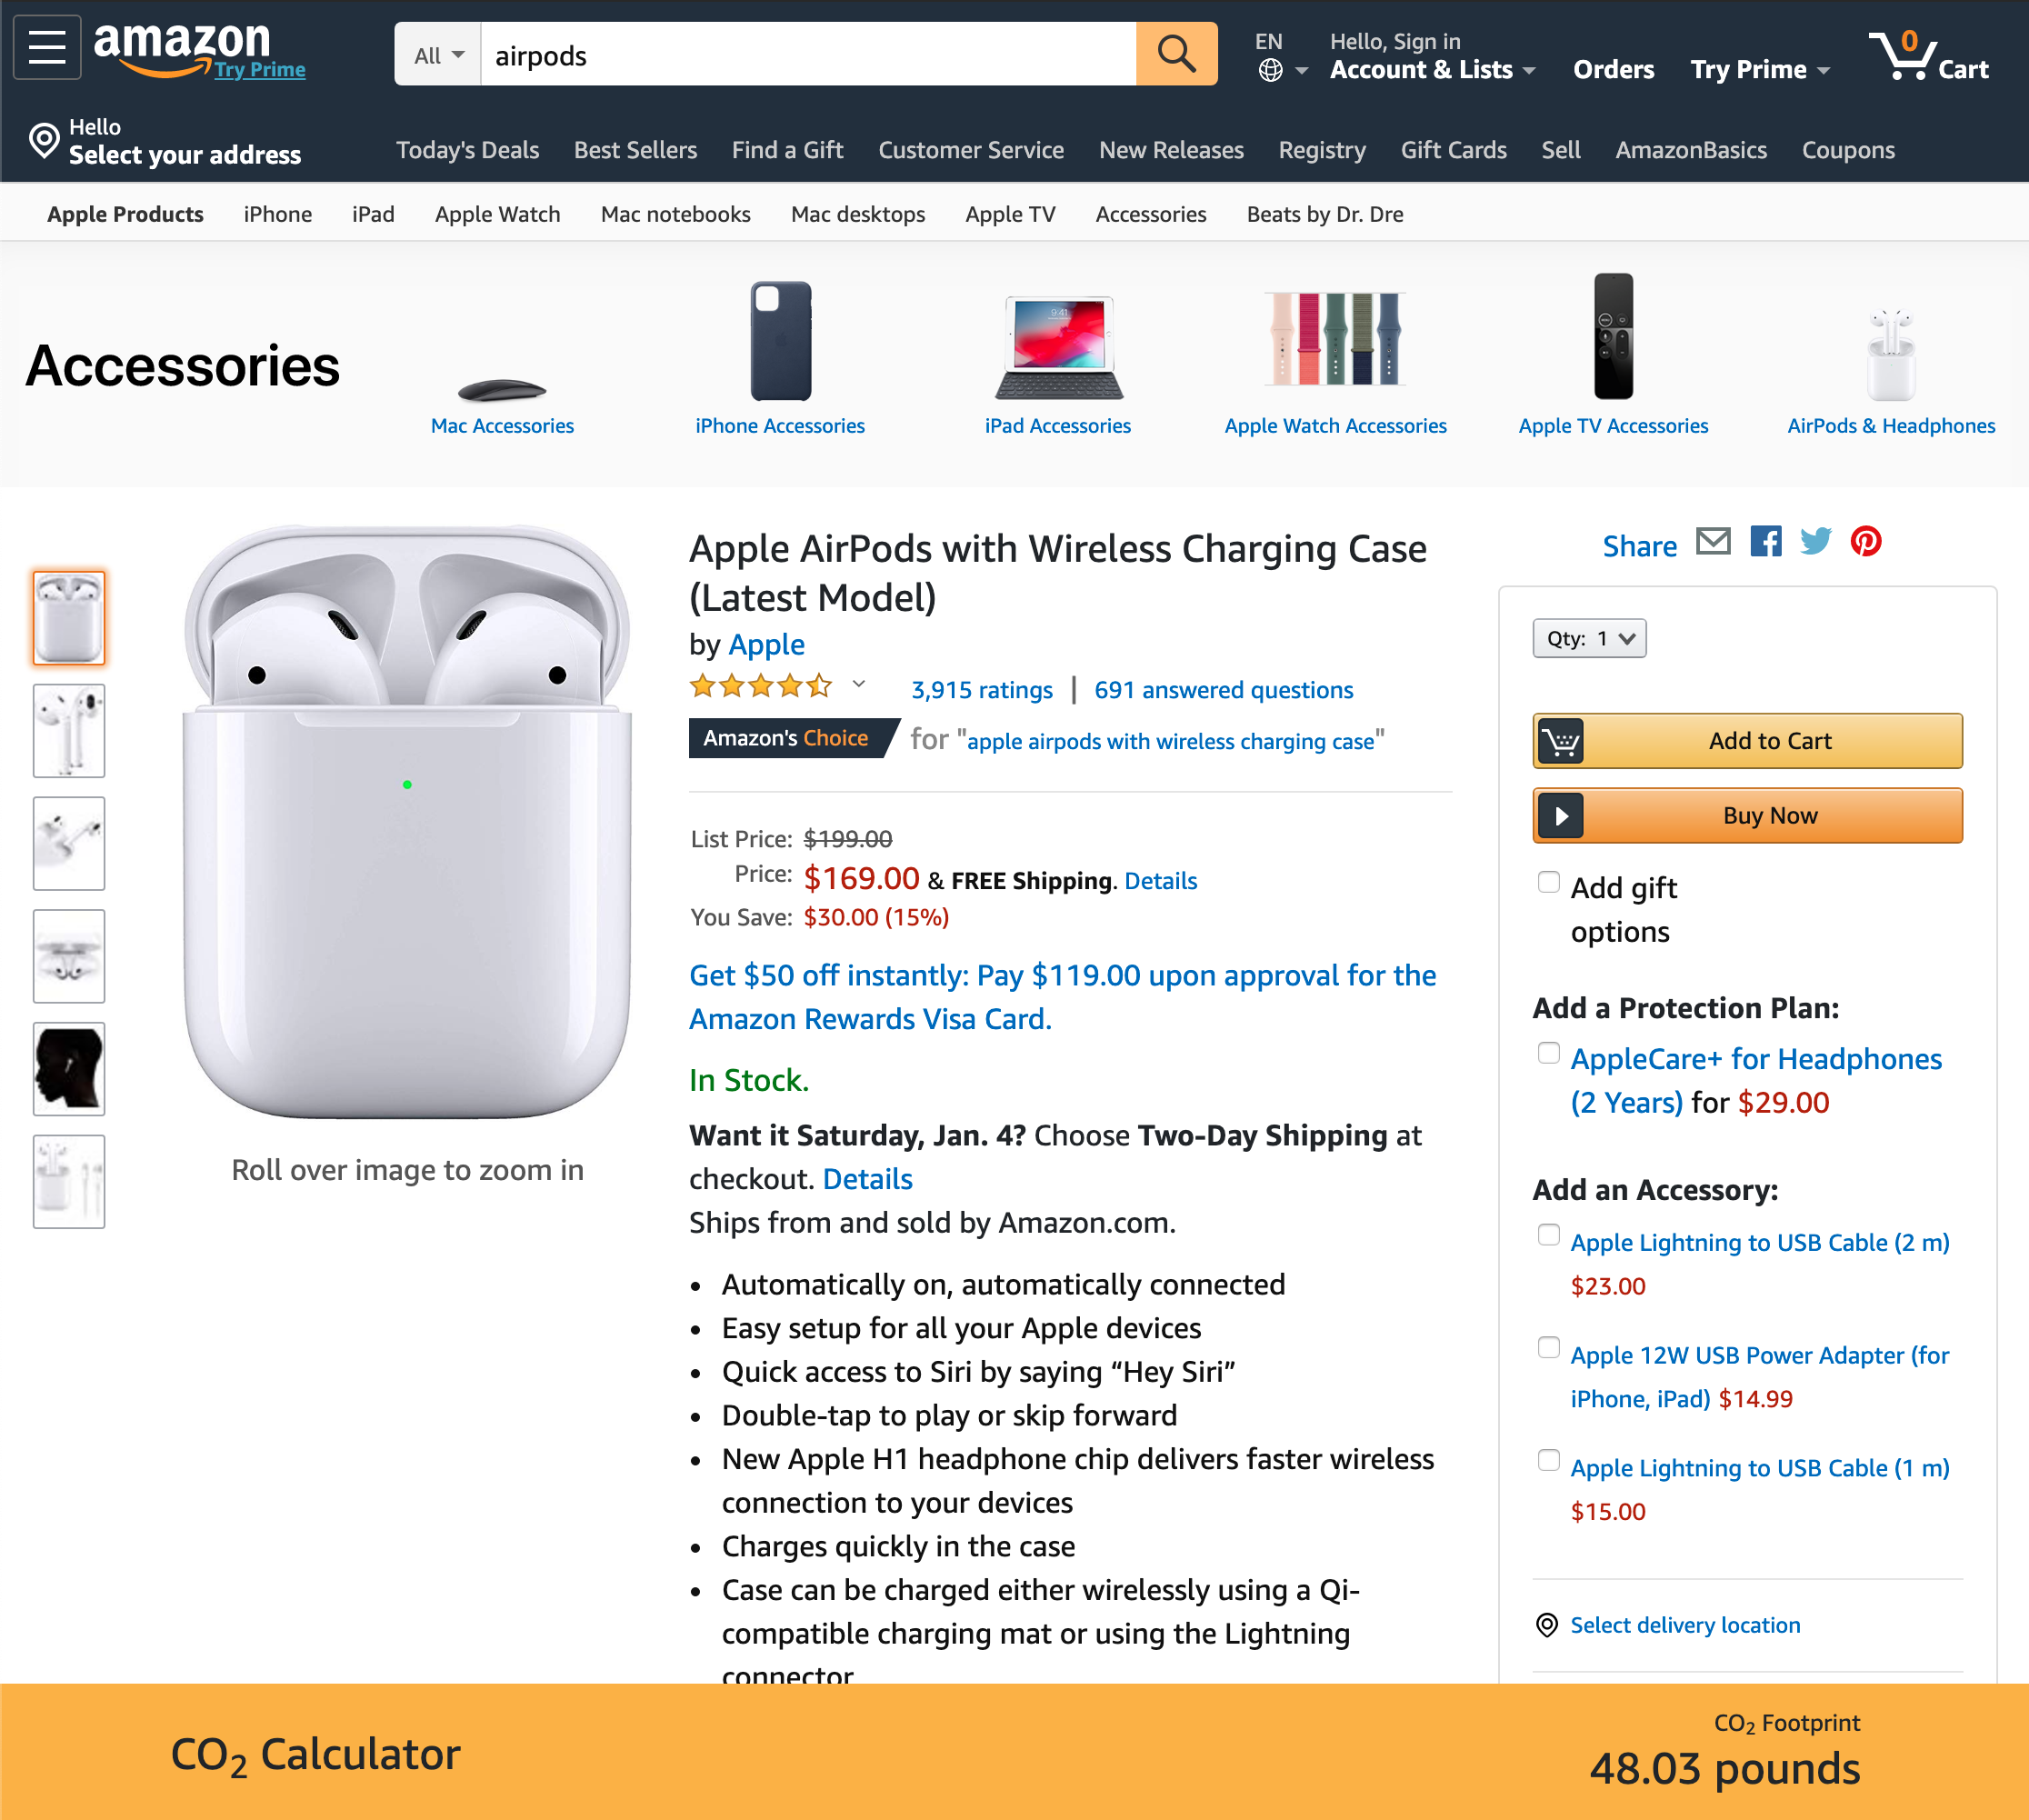 amazon
Try Prime
All
airpods
EN
Hello, Sign in
Account & Lists
Orders
Try Prime
0
Cart
Hello
Select your address
Today's Deals
Best Sellers
Find a Gift
Customer Service
New Releases
Registry
Gift Cards
Sell
AmazonBasics
Coupons
Apple Products
iPhone
iPad
Apple Watch
Mac notebooks
Mac desktops
Apple TV
Accessories
Beats by Dr. Dre
Accessories
9:41
MENU
Mac Accessories
iPhone Accessories
iPad Accessories
Apple Watch Accessories
Apple TV Accessories
AirPods & Headphones
Roll over image to zoom in
Apple AirPods with Wireless Charging Case
(Latest Model)
by Apple
3,915 ratings | 691 answered questions
Amazon's Choice for "apple airpods with wireless charging case"
List Price: $199.00
Price: $169.00 & FREE Shipping. Details
You Save: $30.00 (15%)
Get $50 off instantly: Pay $119.00 upon approval for the
Amazon Rewards Visa Card.
In Stock.
Want it Saturday, Jan. 4? Choose Two-Day Shipping at
checkout. Details
Ships from and sold by Amazon.com.
• Automatically on, automatically connected
• Easy setup for all your Apple devices
• Quick access to Siri by saying “Hey Siri”
• Double-tap to play or skip forward
• New Apple H1 headphone chip delivers faster wireless
connection to your devices
• Charges quickly in the case
• Case can be charged either wirelessly using a Qi-
compatible charging mat or using the Lightning
connector
Share
Qty: 1
Add to Cart
Buy Now
Add gift
options
Add a Protection Plan:
AppleCare+ for Headphones
(2 Years) for $29.00
Add an Accessory:
Apple Lightning to USB Cable (2 m)
$23.00
Apple 12W USB Power Adapter (for
iPhone, iPad) $14.99
Apple Lightning to USB Cable (1 m)
$15.00
Select delivery location
CO₂ Calculator
CO₂ Footprint
48.03 pounds